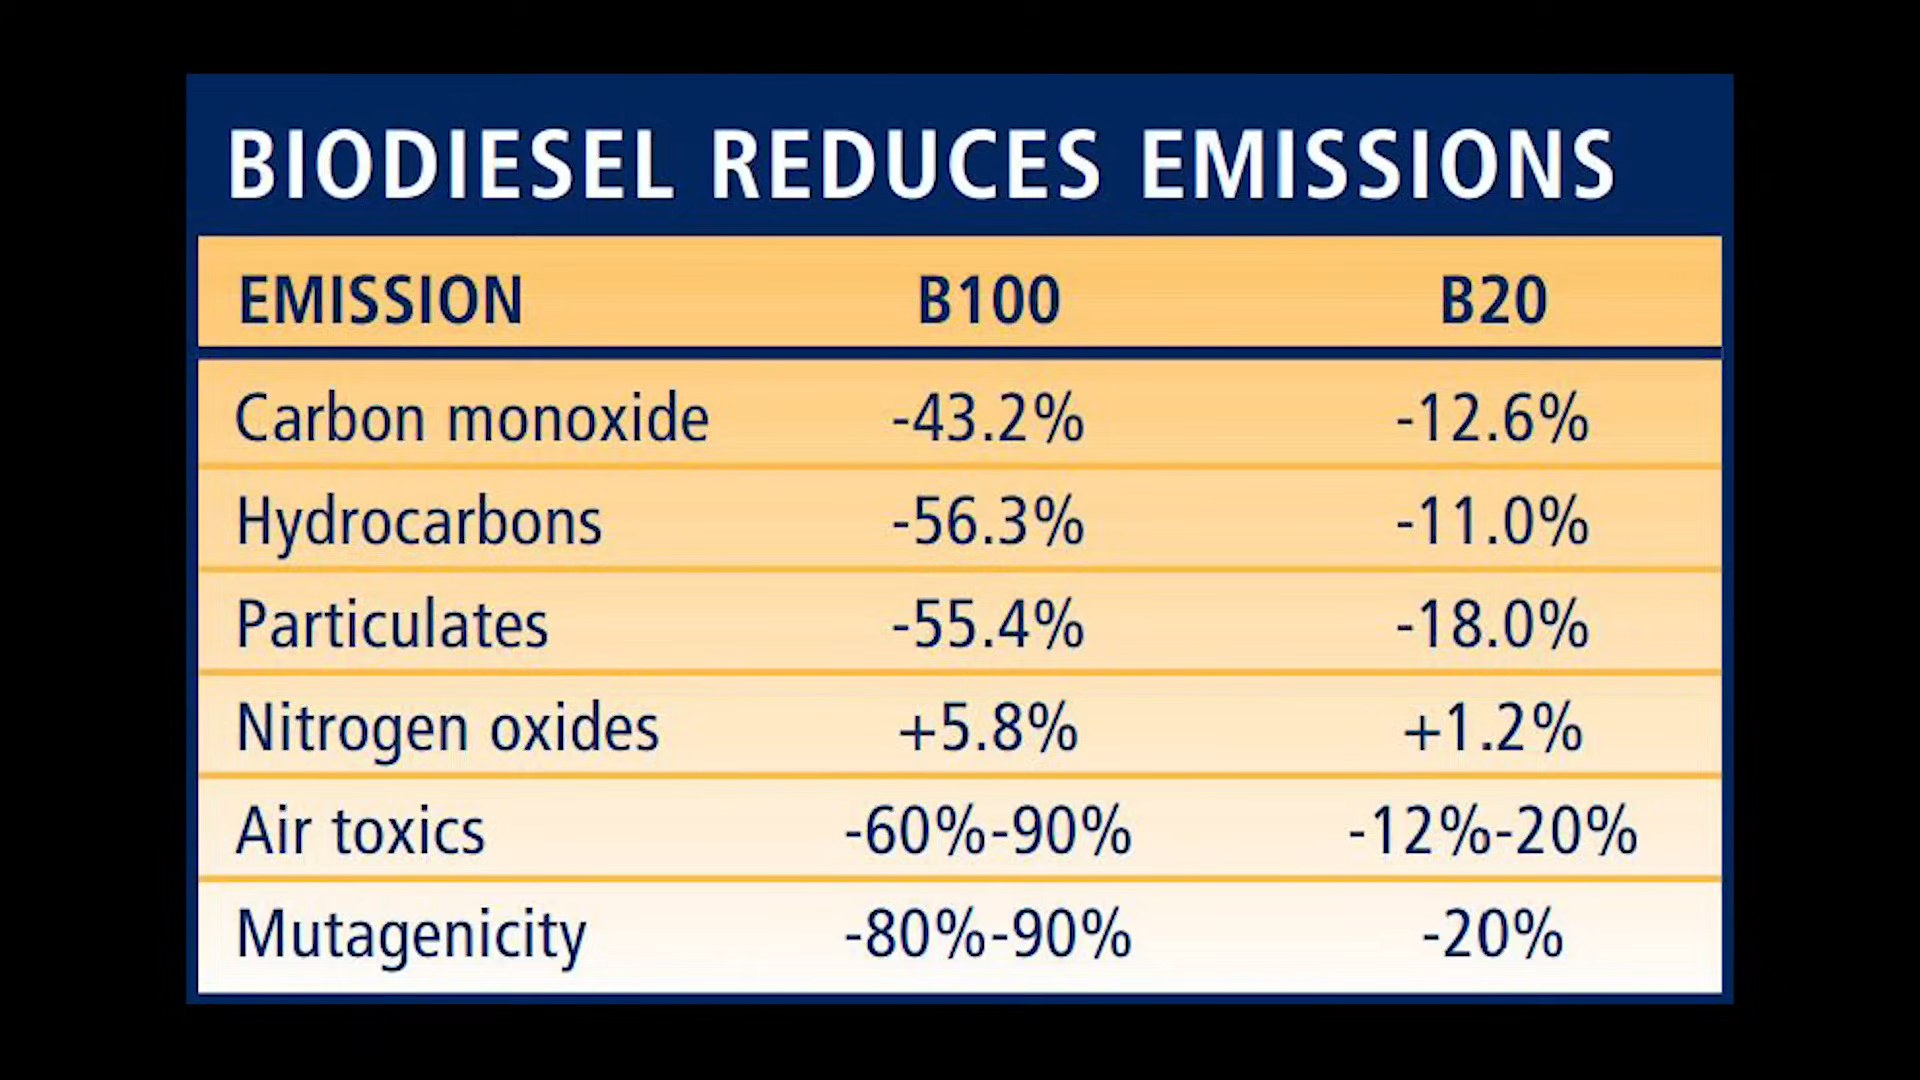 BIODIESEL REDUCES EMISSIONS
EMISSION B100 B20
Carbon monoxide -43.2% -12.6%
Hydrocarbons -56.3% -11.0%
Particulates -55.4% -18.0%
Nitrogen oxides +5.8% +1.2%
Air toxics -60%-90% -12%-20%
Mutagenicity -80%-90% -20%